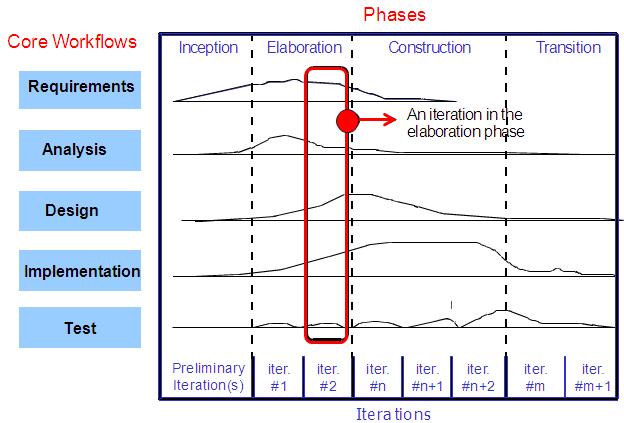 Phases
Core Workflows
Inception Elaboration Construction Transition
Requirements
An iteration in the
elaboration phase
Analysis
Design
Implementation
Test
Preliminary
Iteration(s)
iter.
#1
iter.
#2
iter.
#n
iter.
#n+1
iter.
#n+2
iter.
#m
iter.
#m+1
Iterations